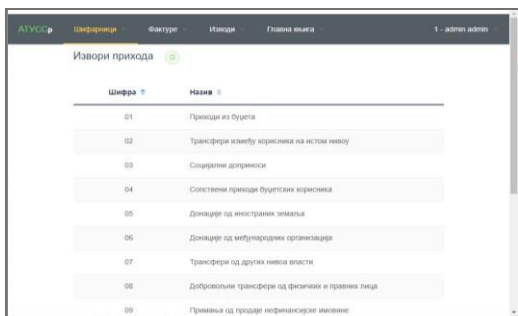 АТУССр Шифарници Фактуре Изводи Главна књига 1 - admin admin
Извори прихода
Шифра Назив
01 Приходи из буџета
02 Трансфери између корисника на истом нивоу
03 Социјални доприноси
04 Сопствени приходи буџетских корисника
05 Донације од иностраних земаља
06 Донације од међународних организација
07 Трансфери од других нивоа власти
08 Добровољни трансфери од физичких и правних лица
09 Примања од продаје нефинансијске имовине